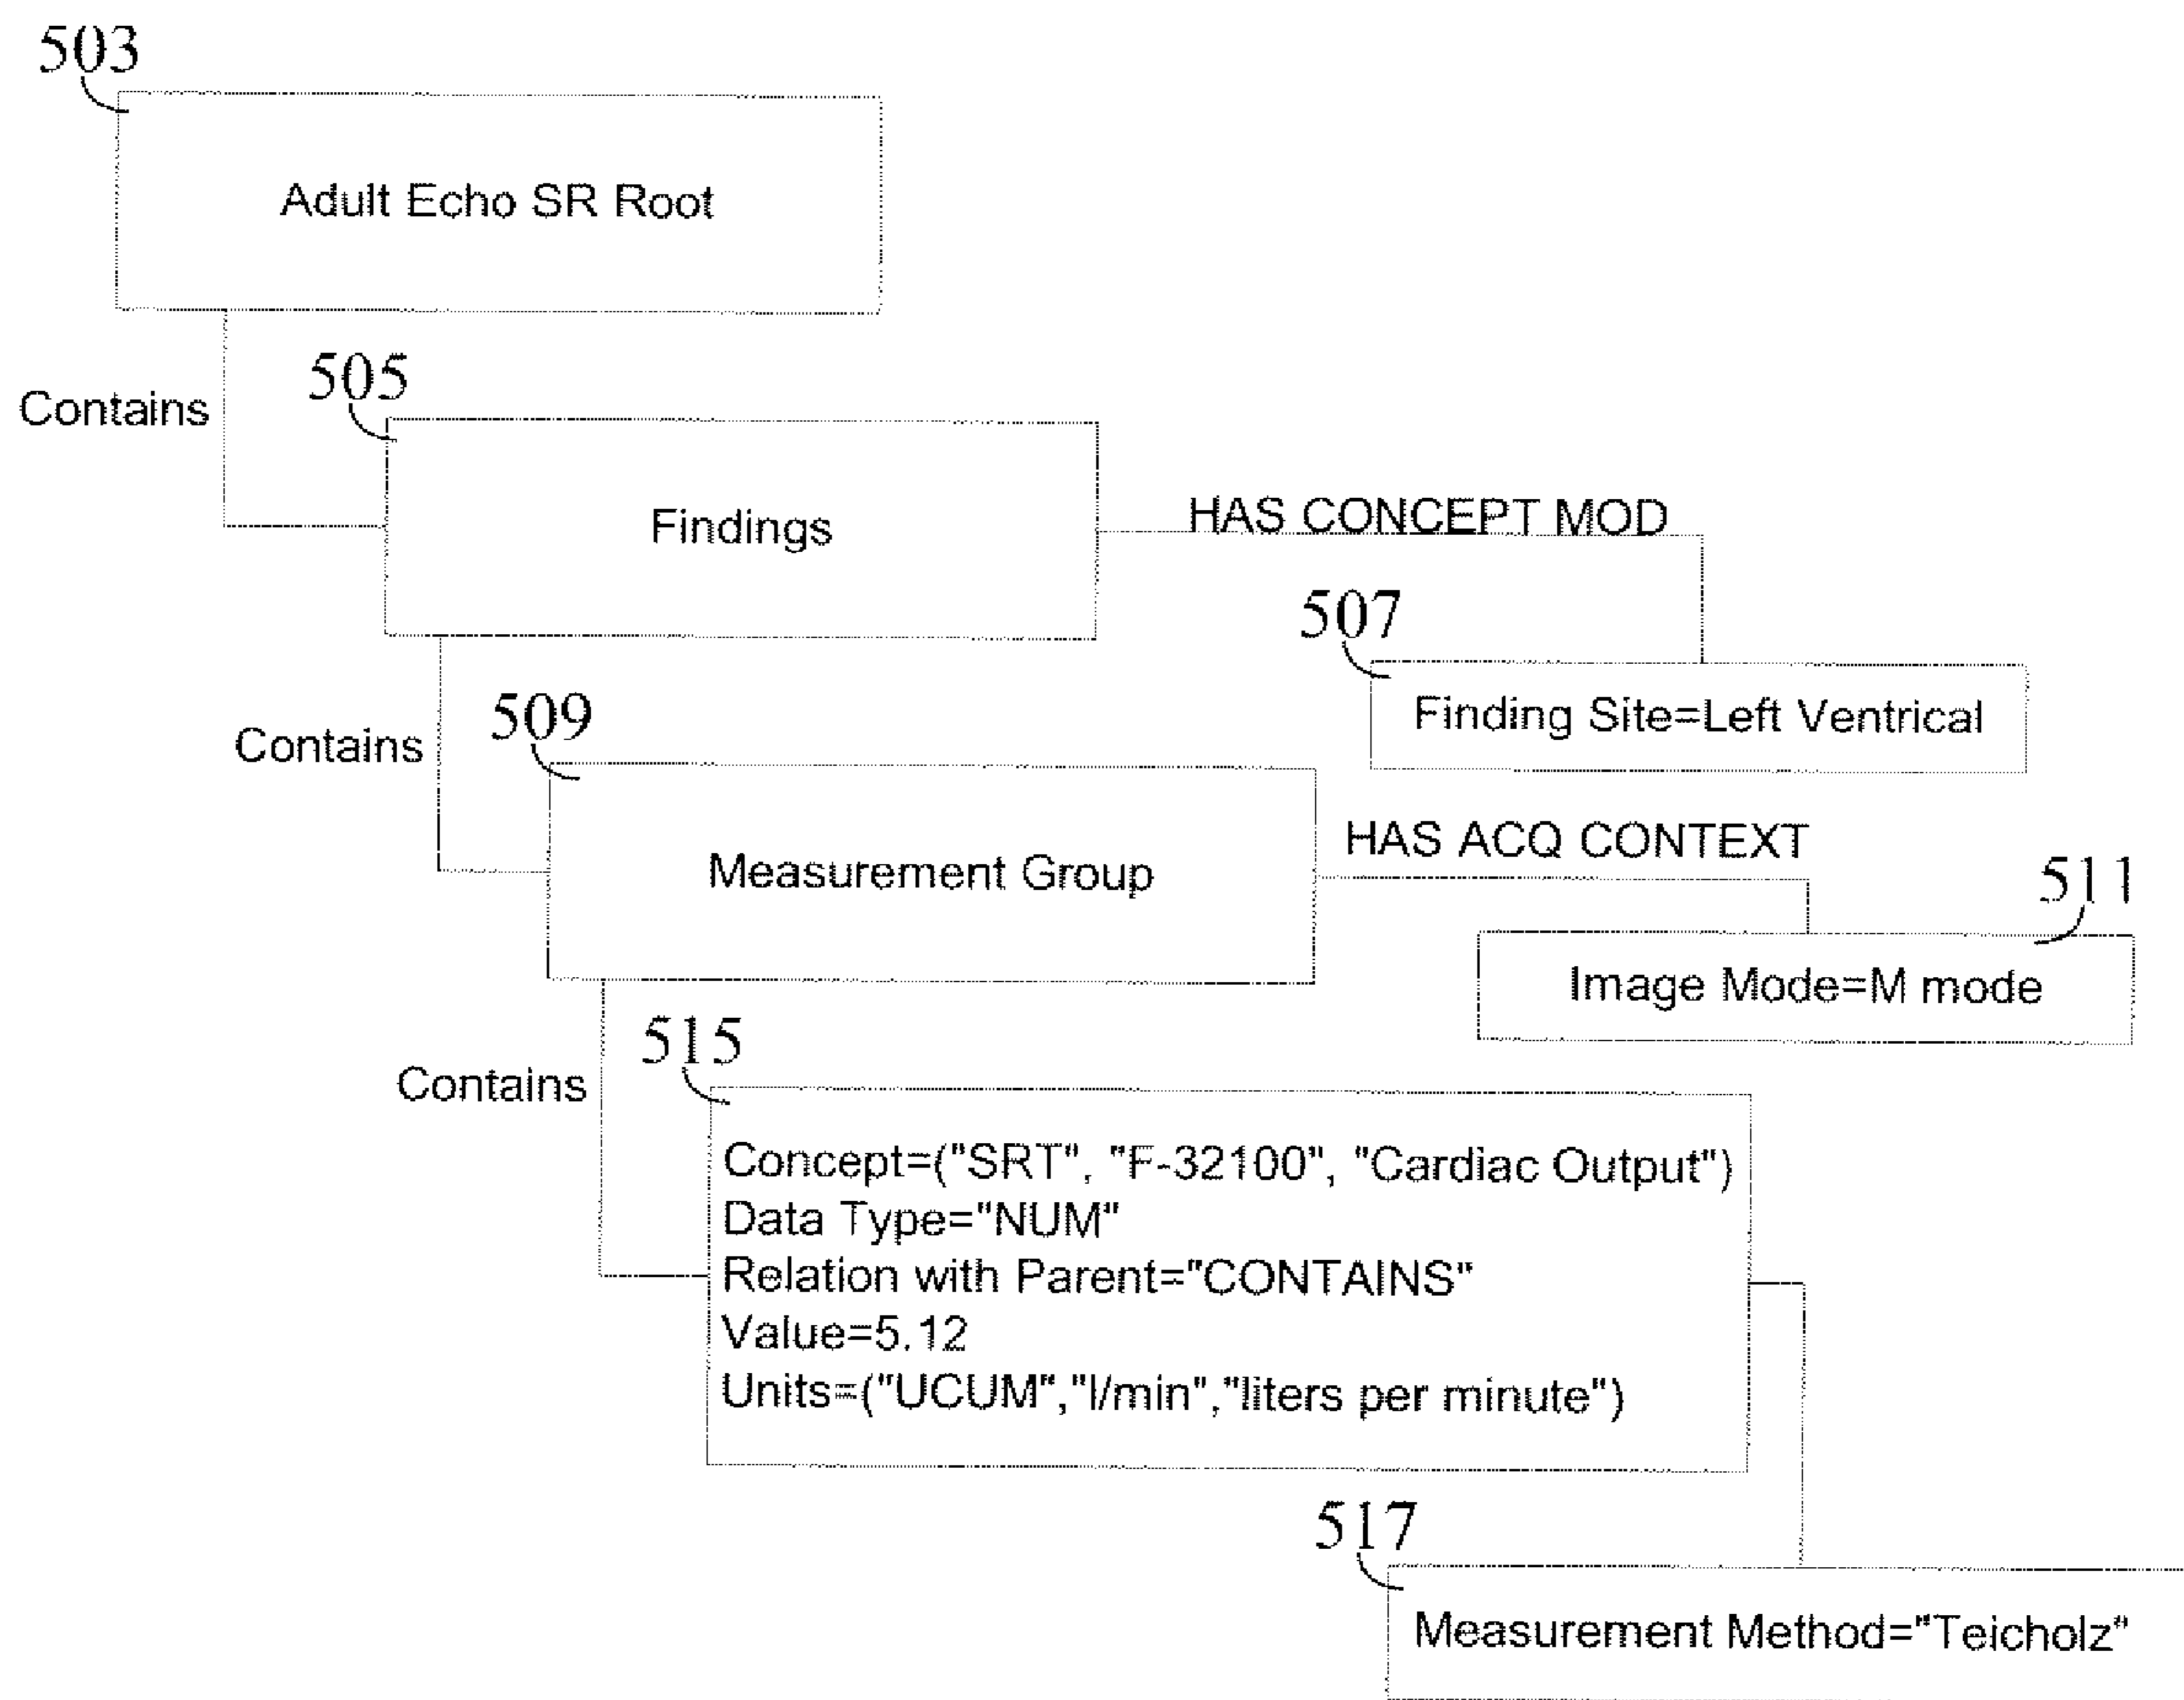 503
Adult Echo SR Root
Contains
505
Findings
HAS CONCEPT MOD
507
Finding Site=Left Ventrical
Contains
509
Measurement Group
HAS ACQ CONTEXT
511
Image Mode=M mode
Contains
515
Concept=("SRT", "F-32100", "Cardiac Output")
Data Type="NUM"
Relation with Parent="CONTAINS"
Value=5.12
Units=("UCUM","l/min","liters per minute")
517
Measurement Method="Teicholz"